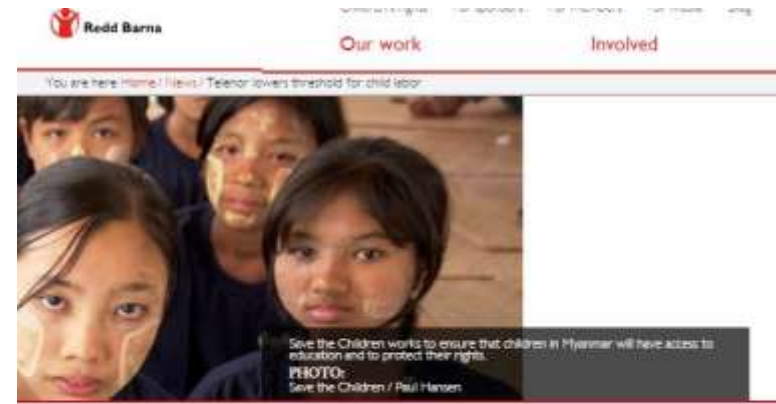 Redd Barna
Our work
Involved
You are here: Home / News / Telenor lowers threshold for child labor
Save the Children works to ensure that children in Myanmar will have access to
education and to protect their rights.
PHOTO:
Save the Children / Paul Hansen